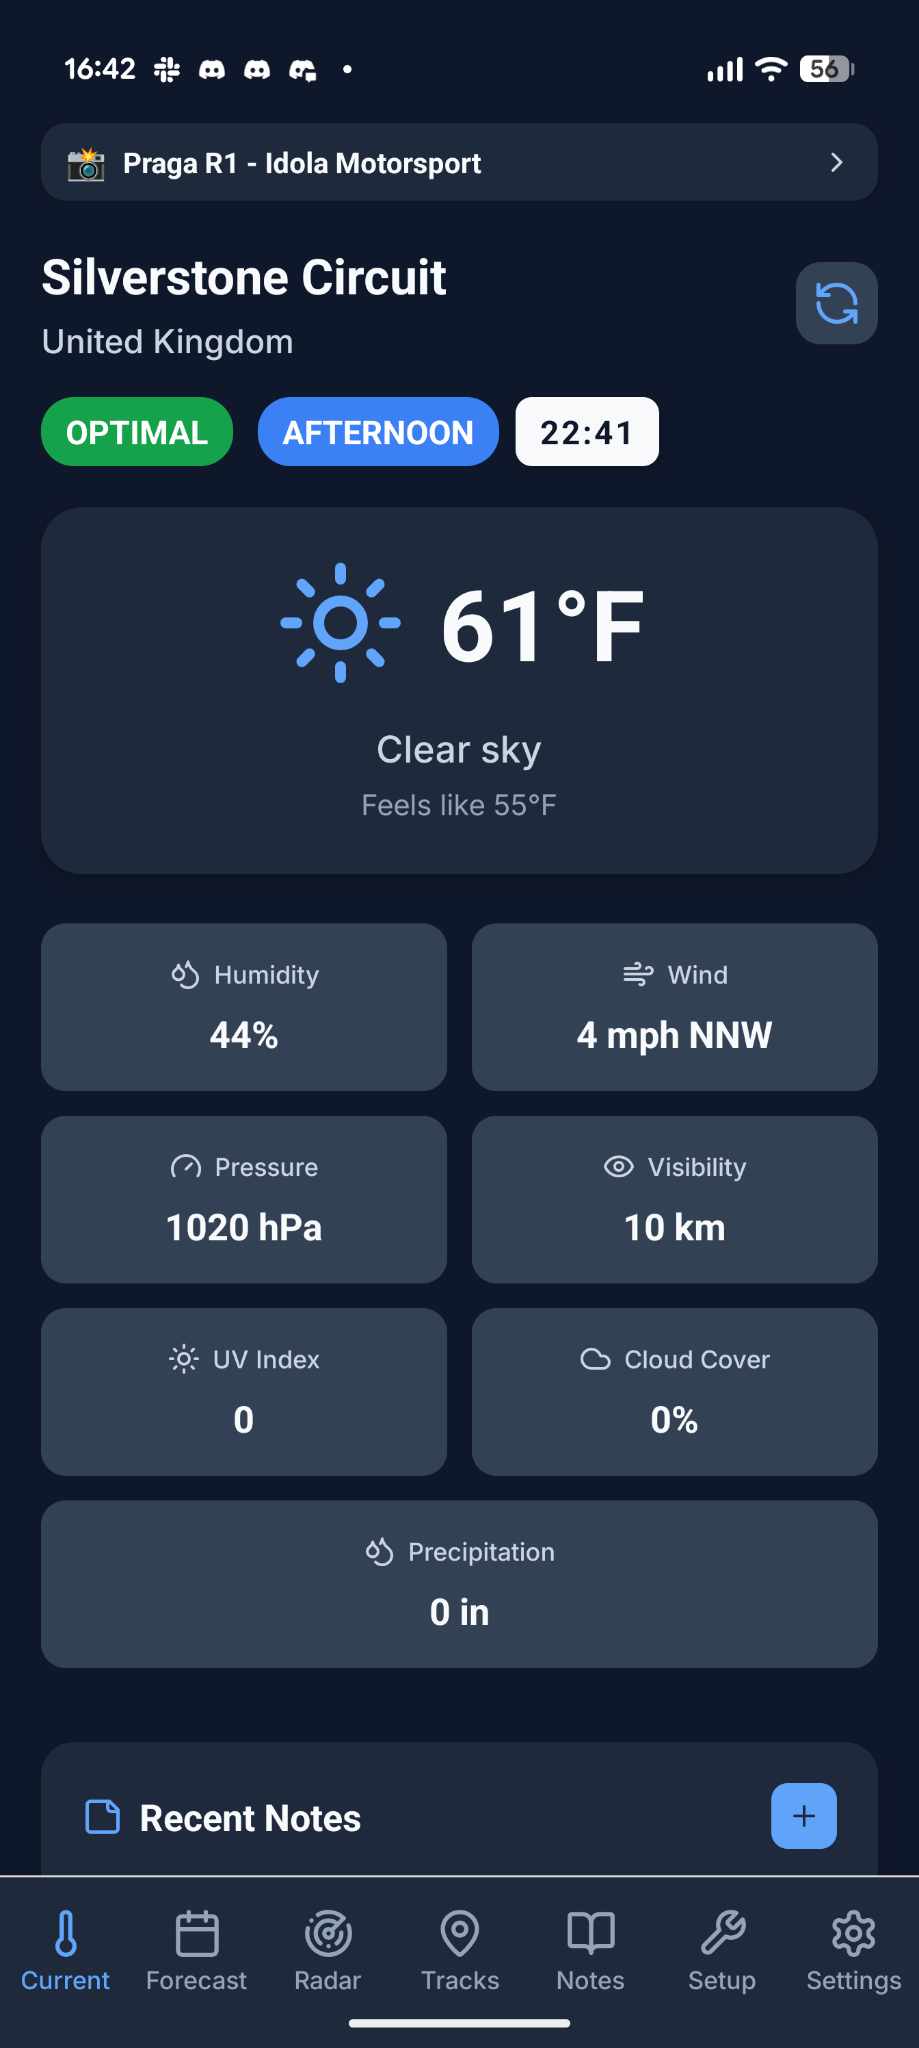 16:42
56
Praga R1 - Idola Motorsport
Silverstone Circuit
United Kingdom
OPTIMAL
AFTERNOON
22:41
61°F
Clear sky
Feels like 55°F
Humidity
44%
Wind
4 mph NNW
Pressure
1020 hPa
Visibility
10 km
UV Index
0
Cloud Cover
0%
Precipitation
0 in
Recent Notes
Current
Forecast
Radar
Tracks
Notes
Setup
Settings